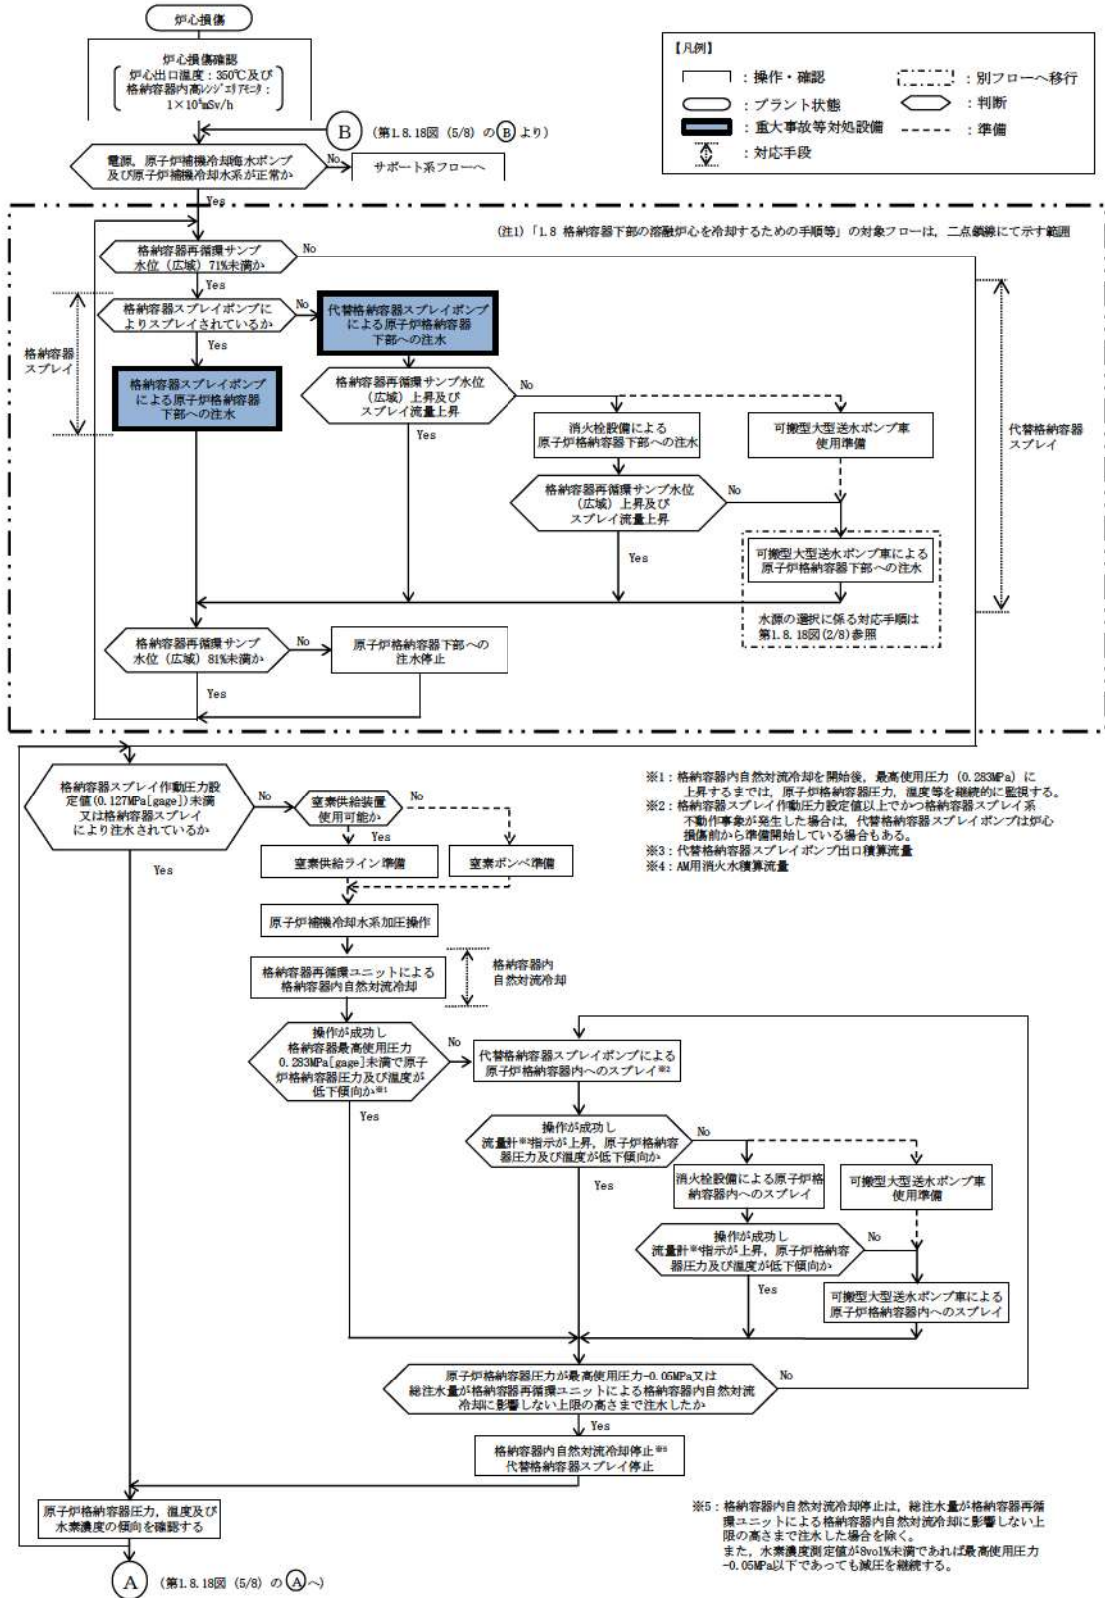 炉心損傷
炉心損傷確認
炉心出口温度：350℃及び
格納容器内高ﾚﾝｼﾞｴﾘｱﾓﾆﾀ：
1×10⁵mSv/h
【凡例】
：操作・確認
：プラント状態
：重大事故等対処設備
：対応手段
：別フローへ移行
：判断
：準備
B
(第1.8.18図 (5/8) の B より)
電源，原子炉補機冷却海水ポンプ
及び原子炉補機冷却水系が正常か
No
サポート系フローへ
Yes
(注1)「1.8 格納容器下部の溶融炉心を冷却するための手順等」の対象フローは，二点鎖線にて示す範囲
格納容器再循環サンプ
水位（広域）71%未満か
No
Yes
格納容器スプレイポンプに
よりスプレイされているか
No
代替格納容器スプレイポンプ
による原子炉格納容器
下部への注水
Yes
格納容器
スプレイ
格納容器スプレイポンプ
による原子炉格納容器
下部への注水
格納容器再循環サンプ水位
（広域）上昇及び
スプレイ流量上昇
No
Yes
消火栓設備による
原子炉格納容器下部への注水
可搬型大型送水ポンプ車
使用準備
代替格納容器
スプレイ
格納容器再循環サンプ水位
（広域）上昇及び
スプレイ流量上昇
No
Yes
可搬型大型送水ポンプ車による
原子炉格納容器下部への注水
水源の選択に係る対応手順は
第1.8.18図(2/8)参照
格納容器再循環サンプ
水位（広域）81%未満か
No
原子炉格納容器下部への
注水停止
Yes
格納容器スプレイ作動圧力設
定値(0.127MPa[gage])未満
又は格納容器スプレイ
により注水されているか
No
Yes
窒素供給装置
使用可能か
No
Yes
窒素供給ライン準備
窒素ボンベ準備
※1：格納容器内自然対流冷却を開始後，最高使用圧力（0.283MPa）に
上昇するまでは，原子炉格納容器圧力，温度等を継続的に監視する。
※2：格納容器スプレイ作動圧力設定値以上でかつ格納容器スプレイ系
不動作事象が発生した場合は，代替格納容器スプレイポンプは炉心
損傷前から準備開始している場合もある。
※3：代替格納容器スプレイポンプ出口積算流量
※4：AM用消火水積算流量
原子炉補機冷却水系加圧操作
格納容器再循環ユニットによる
格納容器内自然対流冷却
格納容器内
自然対流冷却
操作が成功し
格納容器最高使用圧力
0.283MPa[gage]未満で原子
炉格納容器圧力及び温度が
低下傾向か※1
No
Yes
代替格納容器スプレイポンプによる
原子炉格納容器内へのスプレイ※2
操作が成功し
流量計※3指示が上昇，原子炉格納容
器圧力及び温度が低下傾向か
No
Yes
消火栓設備による原子炉格
納容器内へのスプレイ
可搬型大型送水ポンプ車
使用準備
操作が成功し
流量計※4指示が上昇，原子炉格納容
器圧力及び温度が低下傾向か
No
Yes
可搬型大型送水ポンプ車による
原子炉格納容器内へのスプレイ
原子炉格納容器圧力が最高使用圧力-0.05MPa又は
総注水量が格納容器再循環ユニットによる格納容器内自然対流
冷却に影響しない上限の高さまで注水したか
No
Yes
格納容器内自然対流冷却停止※5
代替格納容器スプレイ停止
原子炉格納容器圧力，温度及び
水素濃度の傾向を確認する
※5：格納容器内自然対流冷却停止は，総注水量が格納容器再循
環ユニットによる格納容器内自然対流冷却に影響しない上
限の高さまで注水した場合を除く。
また，水素濃度測定値が8vol%未満であれば最高使用圧力
-0.05MPa以下であっても減圧を継続する。
A
(第1.8.18図 (5/8) の A へ)